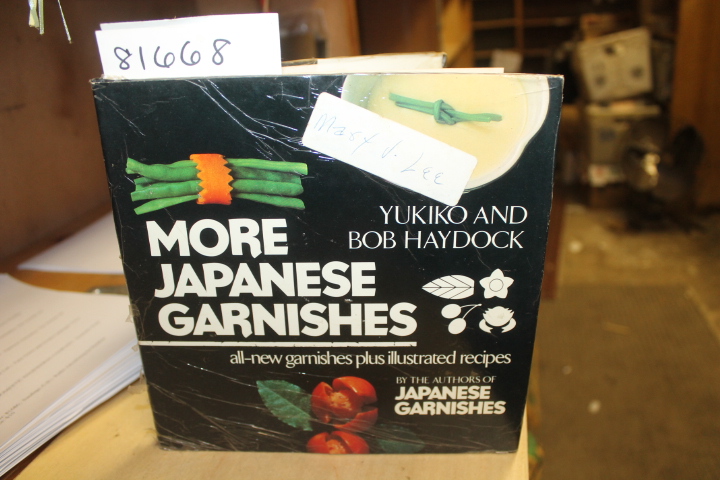 81668
Mary J. Lee
YUKIKO AND
BOB HAYDOCK
MORE
JAPANESE
GARNISHES
all-new garnishes plus illustrated recipes
BY THE AUTHORS OF
JAPANESE
GARNISHES